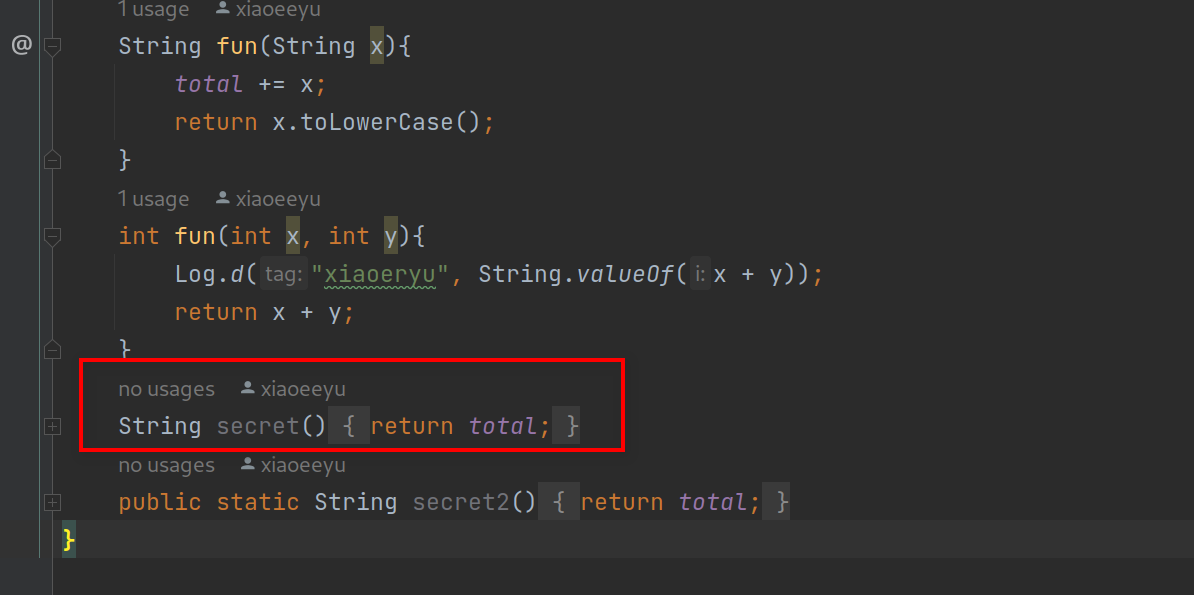 1 usage xiaoeeyu
@ String fun(String x){
total += x;
return x.toLowerCase();
}
1 usage xiaoeeyu
int fun(int x, int y){
Log.d( tag: "xiaoeryu", String.valueOf( i: x + y));
return x + y;
}
no usages xiaoeeyu
String secret() { return total; }
no usages xiaoeeyu
public static String secret2() { return total; }
}